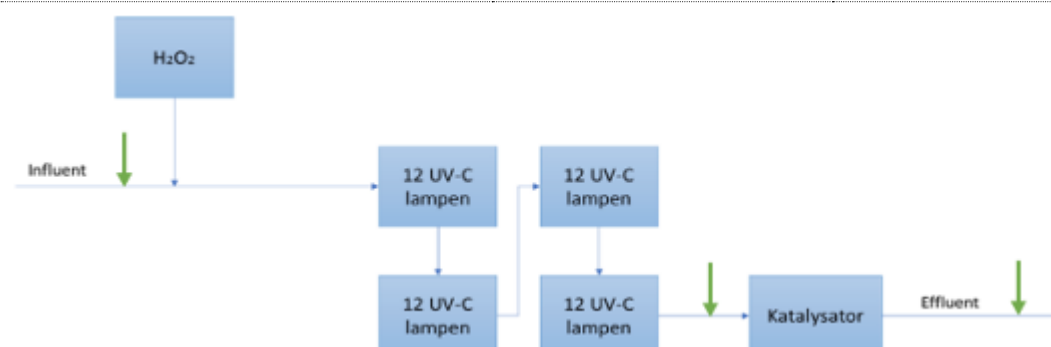 H₂O₂
Influent
12 UV-C
lampen
12 UV-C
lampen
12 UV-C
lampen
12 UV-C
lampen
Katalysator
Effluent